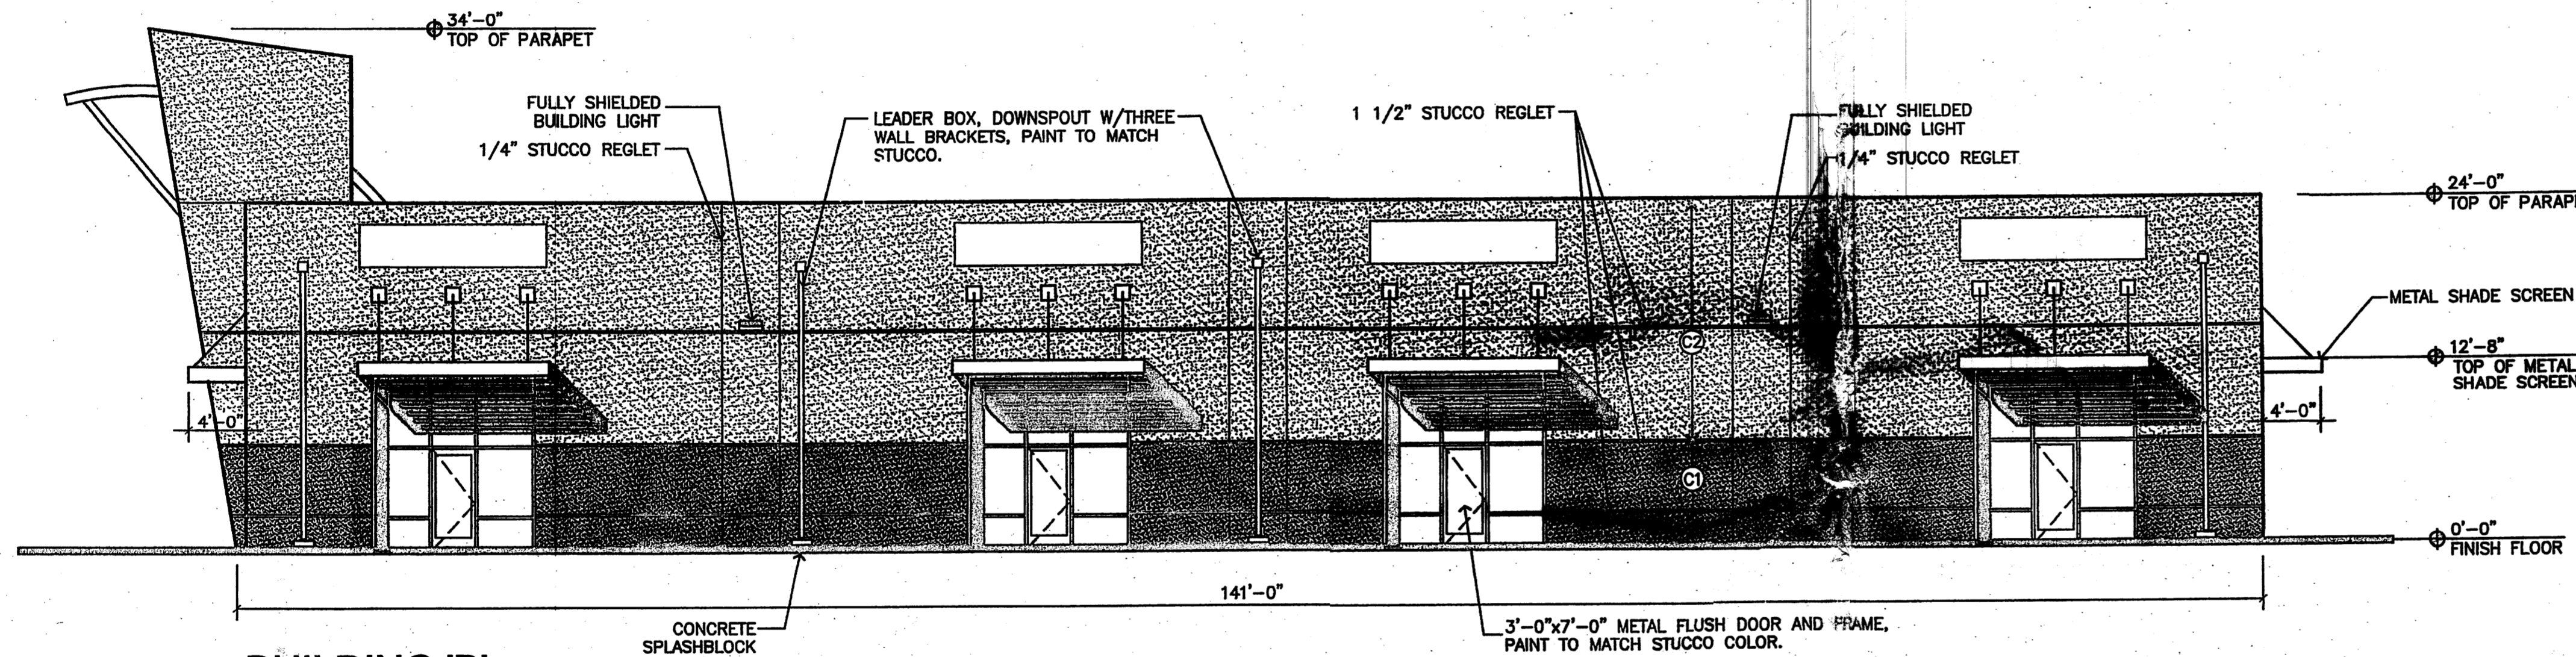 34'-0"
TOP OF PARAPET
FULLY SHIELDED
BUILDING LIGHT
1/4" STUCCO REGLET
LEADER BOX, DOWNSPOUT W/THREE
WALL BRACKETS, PAINT TO MATCH
STUCCO.
1 1/2" STUCCO REGLET
FULLY SHIELDED
BUILDING LIGHT
1/4" STUCCO REGLET
24'-0"
TOP OF PARAP
METAL SHADE SCREEN
C2
12'-8"
TOP OF METAL
SHADE SCREEN
4'-0"
4'-0"
C1
0'-0"
FINISH FLOOR
141'-0"
CONCRETE
SPLASHBLOCK
3'-0"x7'-0" METAL FLUSH DOOR AND FRAME,
PAINT TO MATCH STUCCO COLOR.